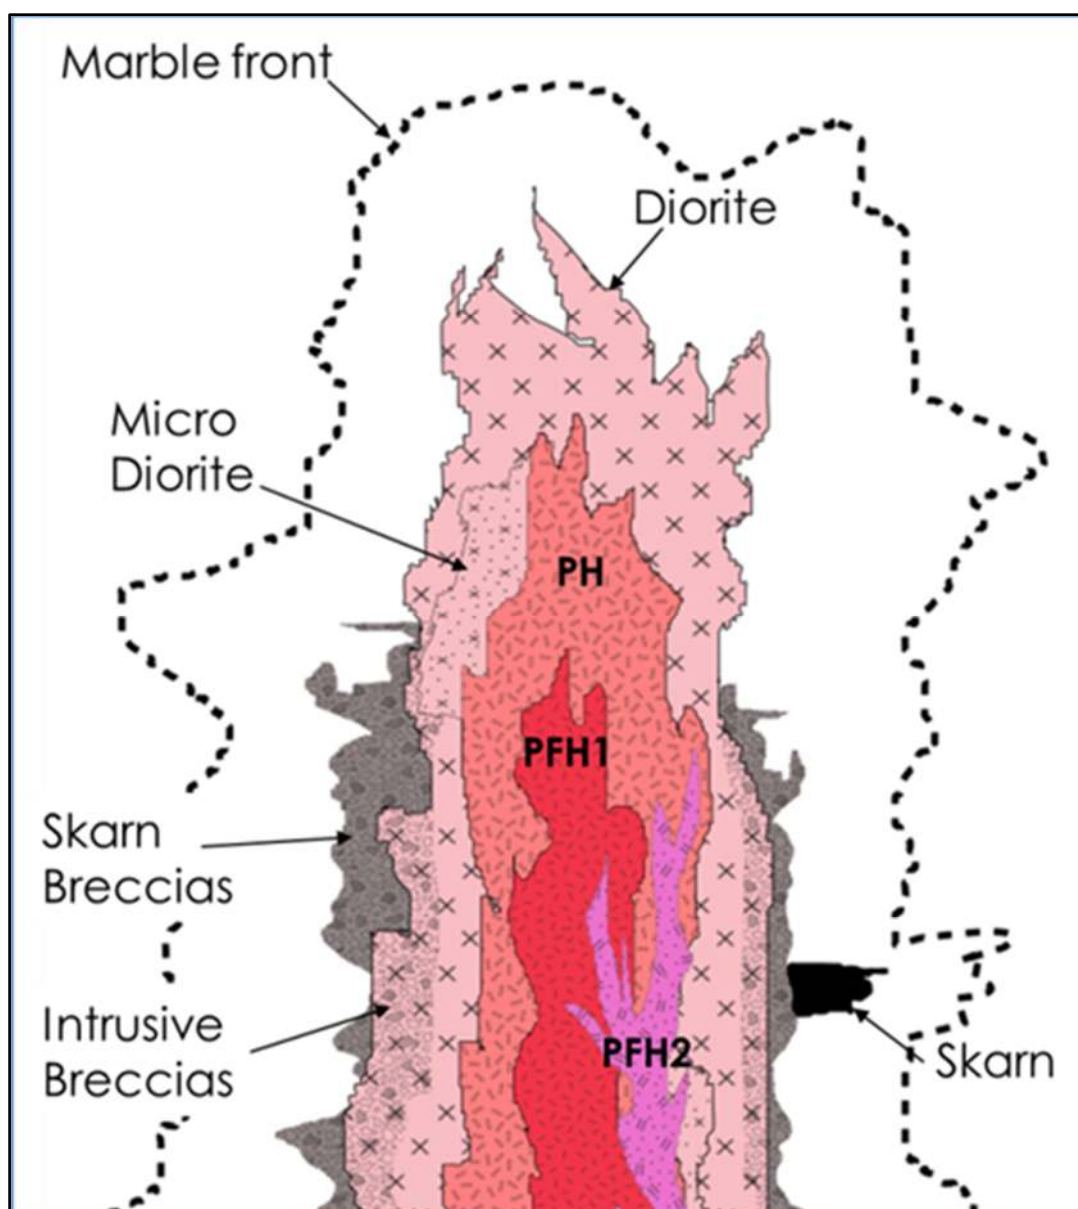 Marble front
Diorite
Micro
Diorite
PH
PFH1
Skarn
Breccias
Intrusive
Breccias
PFH2
Skarn